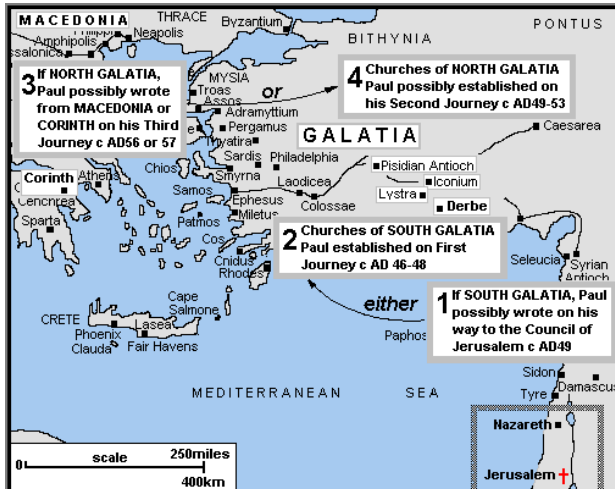 MACEDONIA
THRACE
Byzantium
PONTUS
Neapolis
Amphipolis
BITHYNIA
3 If NORTH GALATIA,
Paul possibly wrote
from MACEDONIA or
CORINTH on his Third
Journey c AD56 or 57
MYSIA
Troas
Assos
or
4 Churches of NORTH GALATIA
Paul possibly established on
his Second Journey c AD49-53
Adramyttium
Pergamus
GALATIA
Caesarea
Sardis
Philadelphia
Pisidian Antioch
Chios
Smyrna
Iconium
Corinth
Athens
Laodicea
Lystra
Samos
Ephesus
Colossae
Derbe
Cenchrea
Miletus
Sparta
Patmos
2 Churches of SOUTH GALATIA
Paul established on First
Journey c AD 46-48
Cos
Cnidus
Rhodes
Seleucia
Syrian
Antioch
either
1 If SOUTH GALATIA, Paul
possibly wrote on his
way to the Council of
Jerusalem c AD49
Cape
Salmone
CRETE
Lasea
Phoenix
Clauda
Fair Havens
Paphos
Sidon
Damascus
Tyre
MEDITERRANEAN SEA
Nazareth
scale
250miles
0
400km
Jerusalem